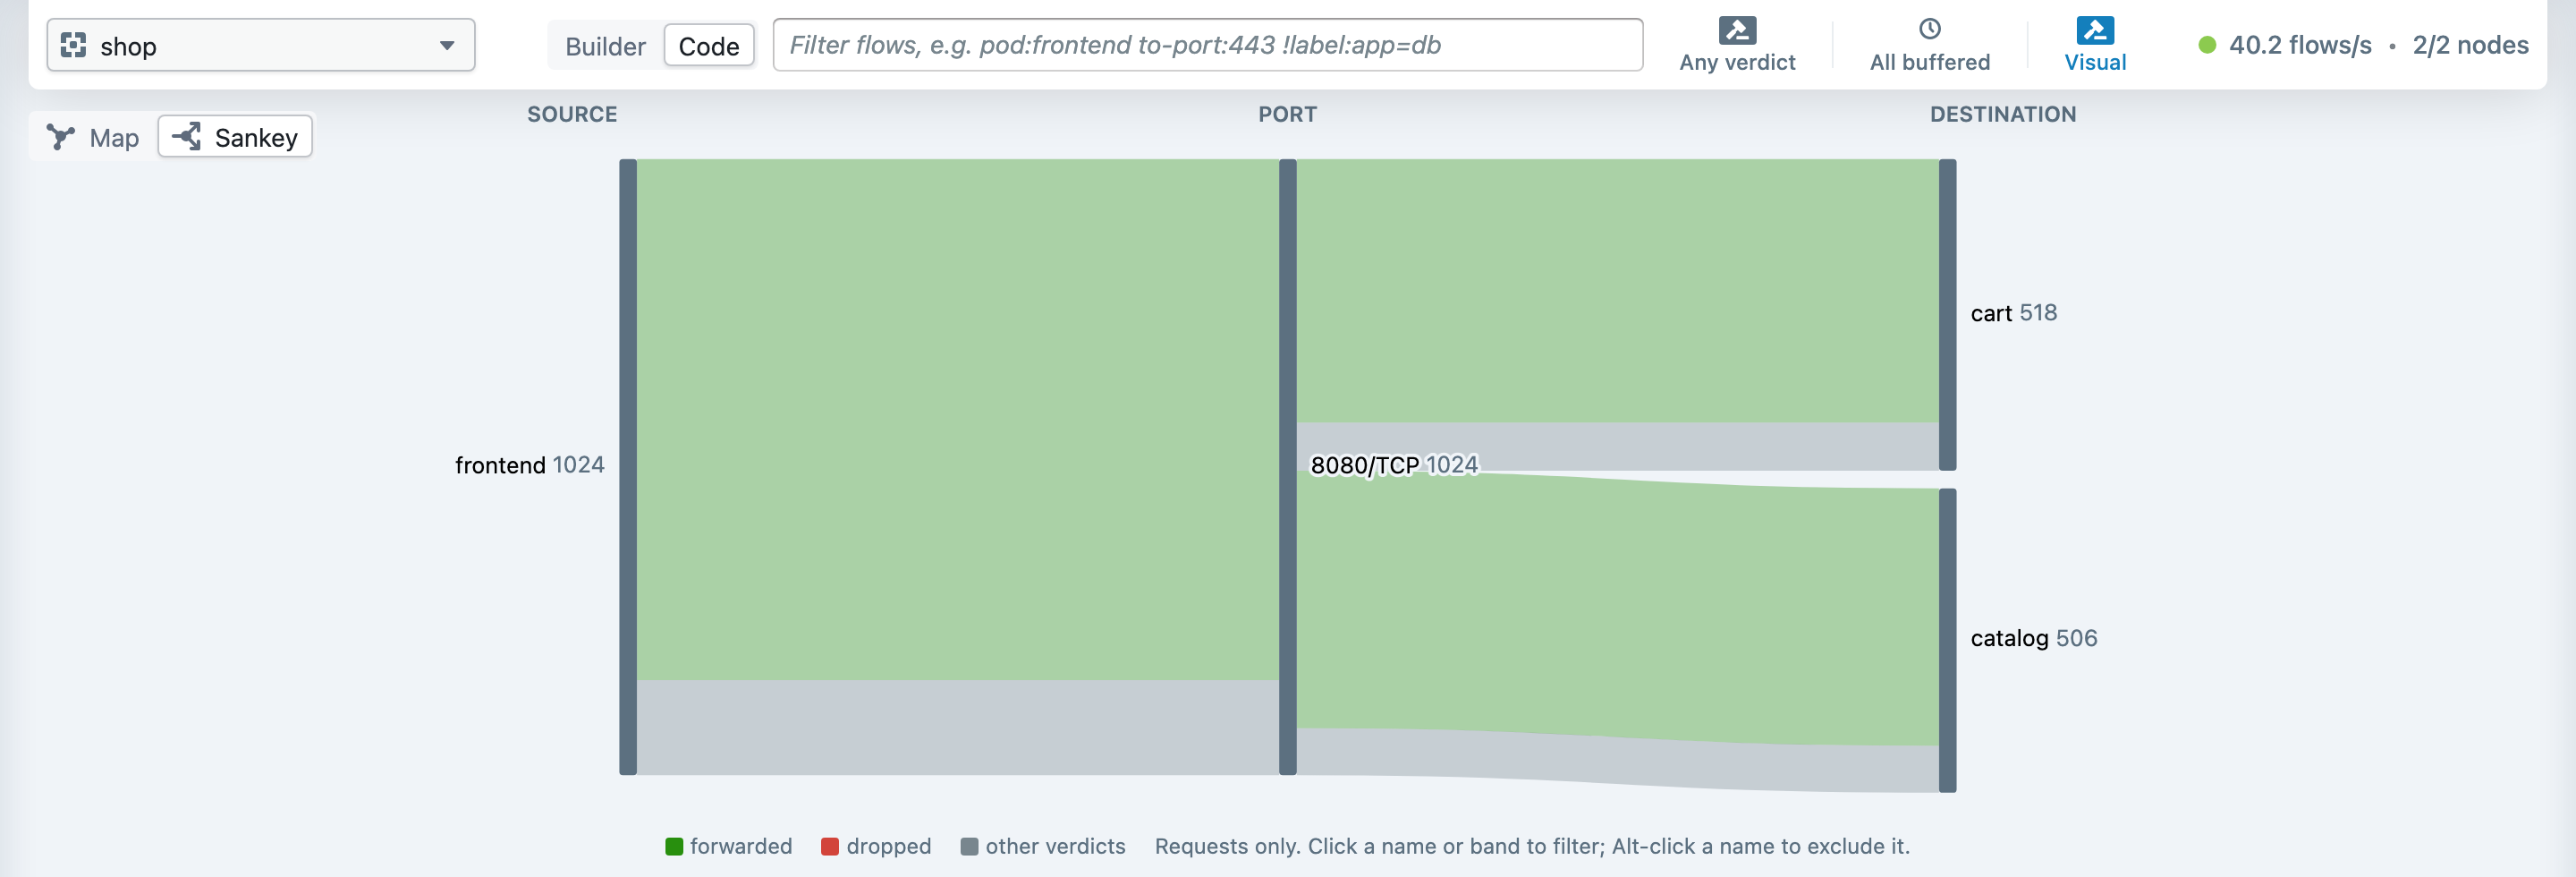 shop
Builder
Code
Filter flows, e.g. pod:frontend to-port:443 !label:app=db
Any verdict
All buffered
Visual
40.2 flows/s • 2/2 nodes
Map
Sankey
SOURCE
PORT
DESTINATION
cart 518
frontend 1024
8080/TCP 1024
catalog 506
forwarded
dropped
other verdicts
Requests only. Click a name or band to filter; Alt-click a name to exclude it.